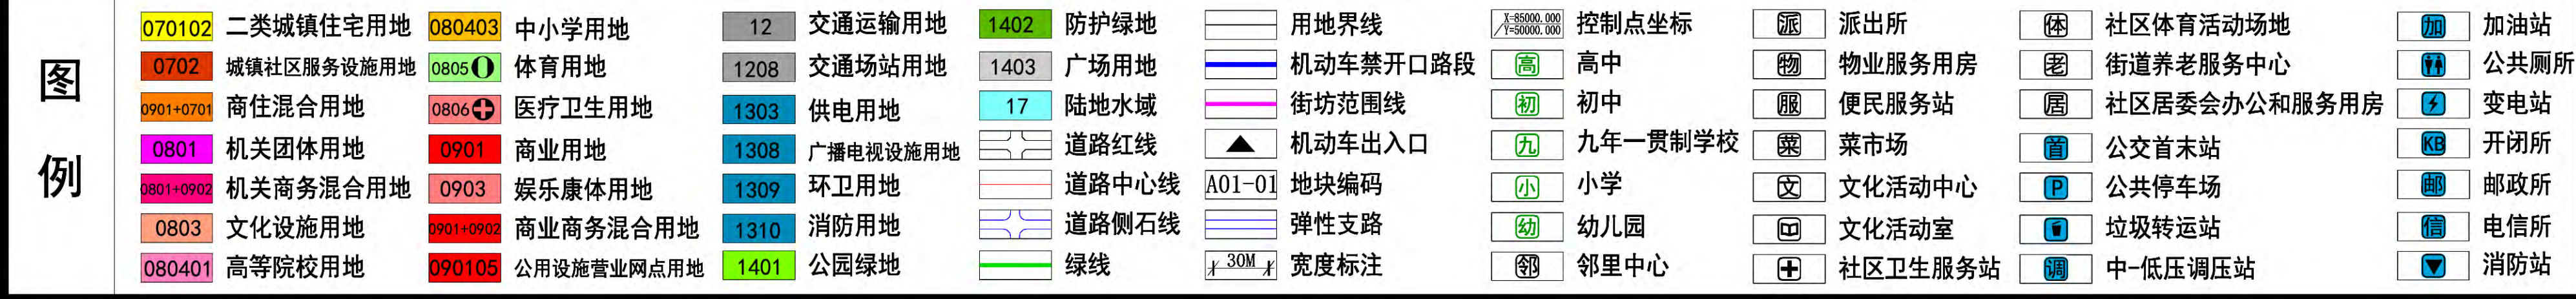 图例
070102 二类城镇住宅用地 080403 中小学用地 12 交通运输用地 1402 防护绿地 用地界线 X=85000.000 Y=50000.000 控制点坐标 派 派出所 体 社区体育活动场地 加 加油站
0702 城镇社区服务设施用地 0805 体育用地 1208 交通场站用地 1403 广场用地 机动车禁开口路段 高 高中 物 物业服务用房 老 街道养老服务中心 公共厕所
0901+0701 商住混合用地 0806 医疗卫生用地 1303 供电用地 17 陆地水域 街坊范围线 初 初中 服 便民服务站 居 社区居委会办公和服务用房 变电站
0801 机关团体用地 0901 商业用地 1308 广播电视设施用地 道路红线 机动车出入口 九 九年一贯制学校 菜 菜市场 首 公交首末站 KB 开闭所
0801+0902 机关商务混合用地 0903 娱乐康体用地 1309 环卫用地 道路中心线 A01-01 地块编码 小 小学 文 文化活动中心 P 公共停车场 邮 邮政所
0803 文化设施用地 0901+0902 商业商务混合用地 1310 消防用地 道路侧石线 弹性支路 幼 幼儿园 文化活动室 垃圾转运站 信 电信所
080401 高等院校用地 090105 公用设施营业网点用地 1401 公园绿地 绿线 30M 宽度标注 邻 邻里中心 社区卫生服务站 调 中-低压调压站 消防站